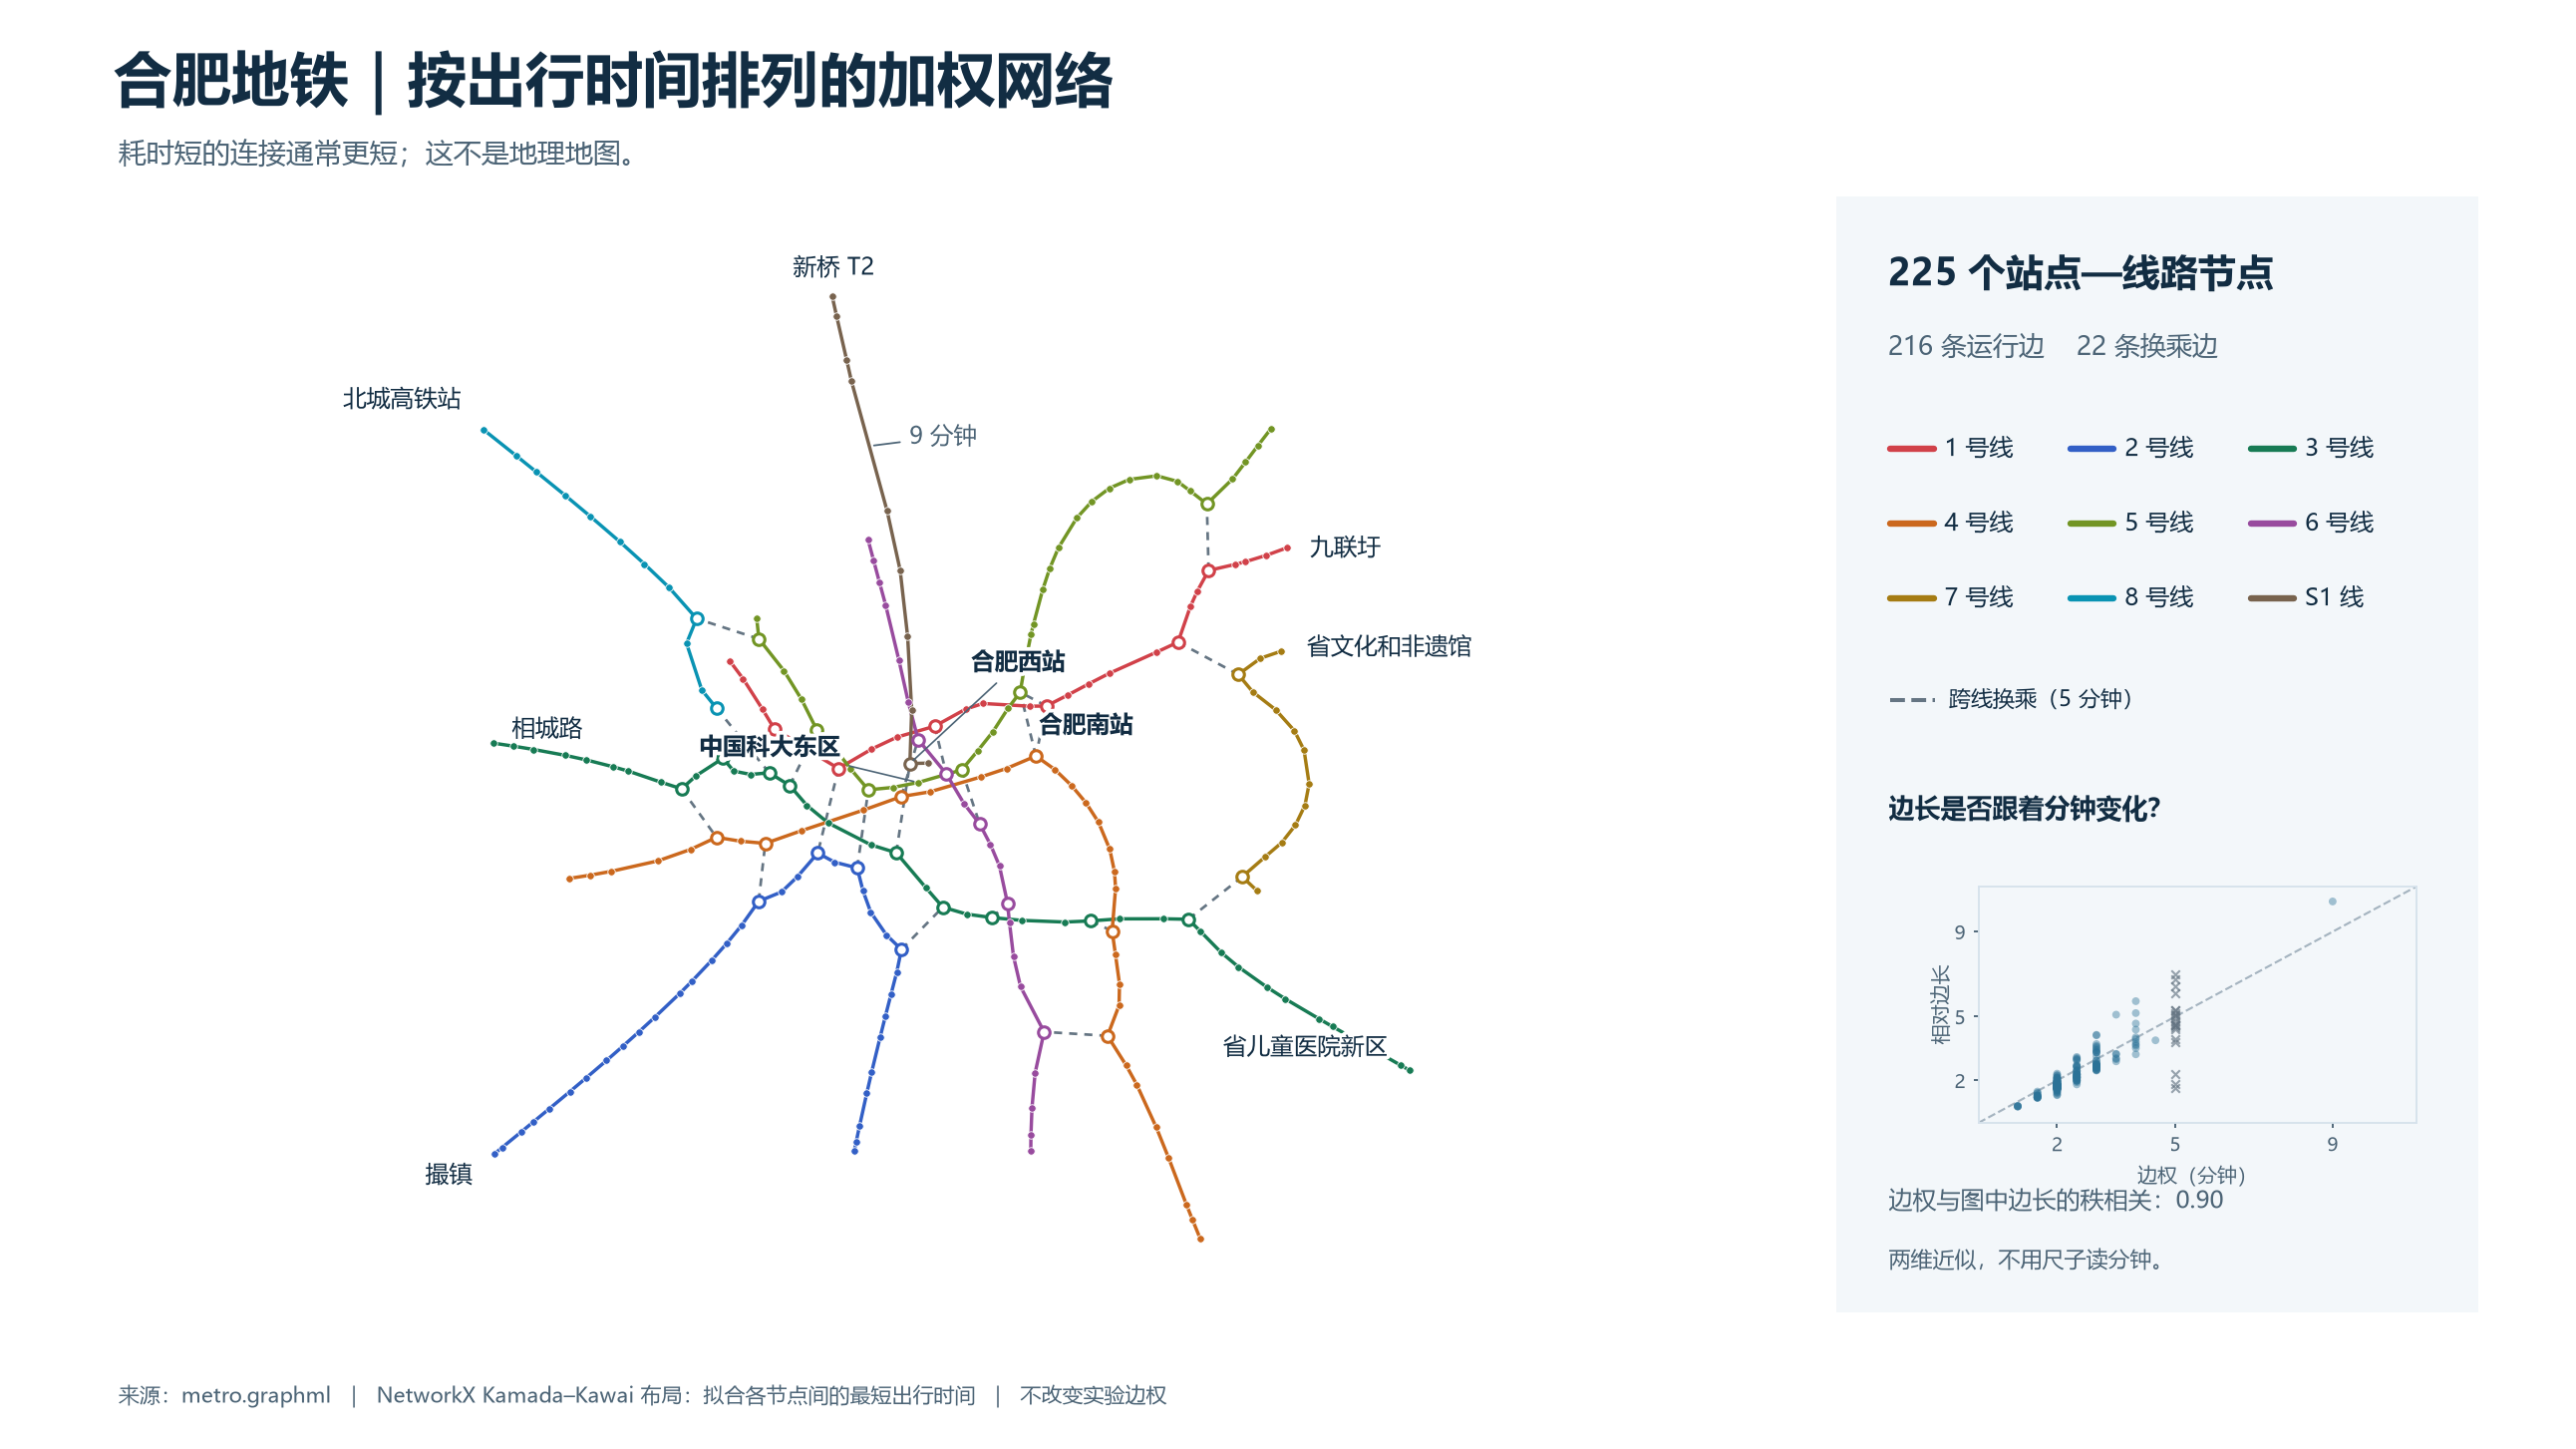 合肥地铁｜按出行时间排列的加权网络
耗时短的连接通常更短；这不是地理地图。
新桥 T2
北城高铁站
9 分钟
九联圩
省文化和非遗馆
合肥西站
合肥南站
相城路
中国科大东区
省儿童医院新区
撮镇
225 个站点—线路节点
216 条运行边 22 条换乘边
1 号线 2 号线 3 号线
4 号线 5 号线 6 号线
7 号线 8 号线 S1 线
跨线换乘（5 分钟）
边长是否跟着分钟变化？
9
相对边长
5
2
2 5 9
边权（分钟）
边权与图中边长的秩相关：0.90
两维近似，不用尺子读分钟。
来源：metro.graphml | NetworkX Kamada–Kawai 布局：拟合各节点间的最短出行时间 | 不改变实验边权